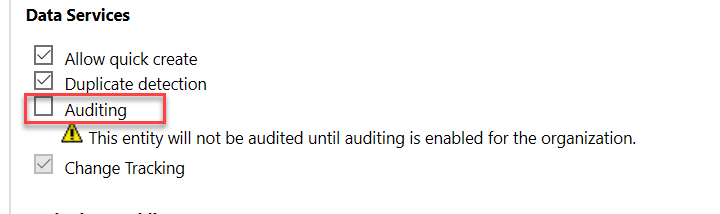 Data Services
Allow quick create
Duplicate detection
Auditing
This entity will not be audited until auditing is enabled for the organization.
Change Tracking